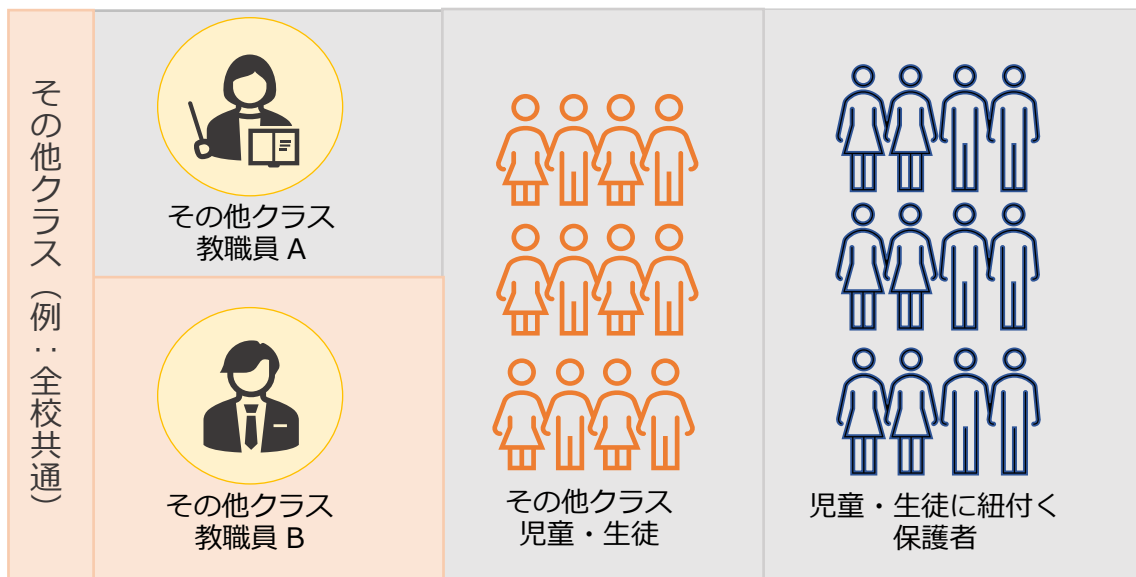 その他クラス（例：全校共通）
その他クラス
教職員 A
その他クラス
教職員 B
その他クラス
児童・生徒
児童・生徒に紐付く
保護者